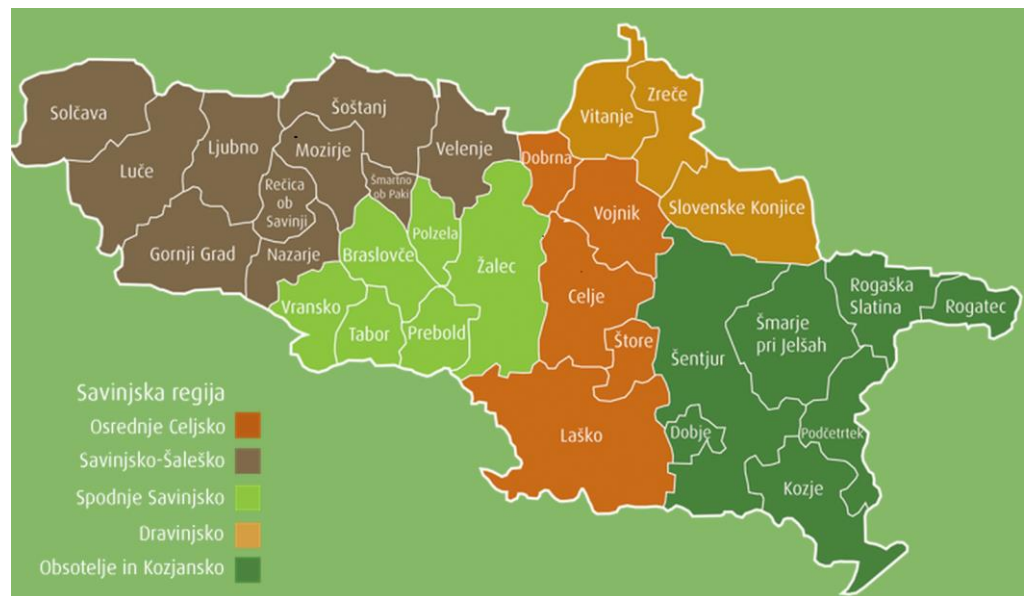 Solčava
Luče
Ljubno
Šoštanj
Mozirje
Velenje
Rečica
ob
Savinji
Šmartno
ob Paki
Gornji Grad
Nazarje
Vitanje
Zreče
Dobrna
Vojnik
Slovenske Konjice
Polzela
Braslovče
Žalec
Vransko
Tabor
Prebold
Celje
Štore
Laško
Rogaška
Slatina
Rogatec
Šmarje
pri Jelšah
Šentjur
Dobje
Podčetrtek
Kozje
Savinjska regija
Osrednje Celjsko
Savinjsko-Šaleško
Spodnje Savinjsko
Dravinjsko
Obsotelje in Kozjansko